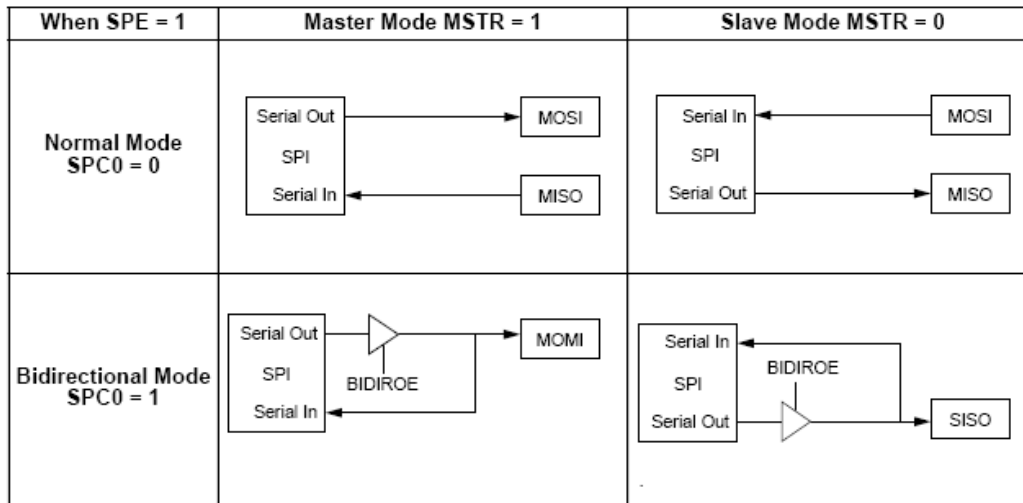 When SPE = 1
Master Mode MSTR = 1
Slave Mode MSTR = 0
Normal Mode
SPC0 = 0
Serial Out
SPI
Serial In
MOSI
MISO
Serial In
SPI
Serial Out
MOSI
MISO
Bidirectional Mode
SPC0 = 1
Serial Out
SPI
Serial In
BIDIROE
MOMI
Serial In
SPI
Serial Out
BIDIROE
SISO